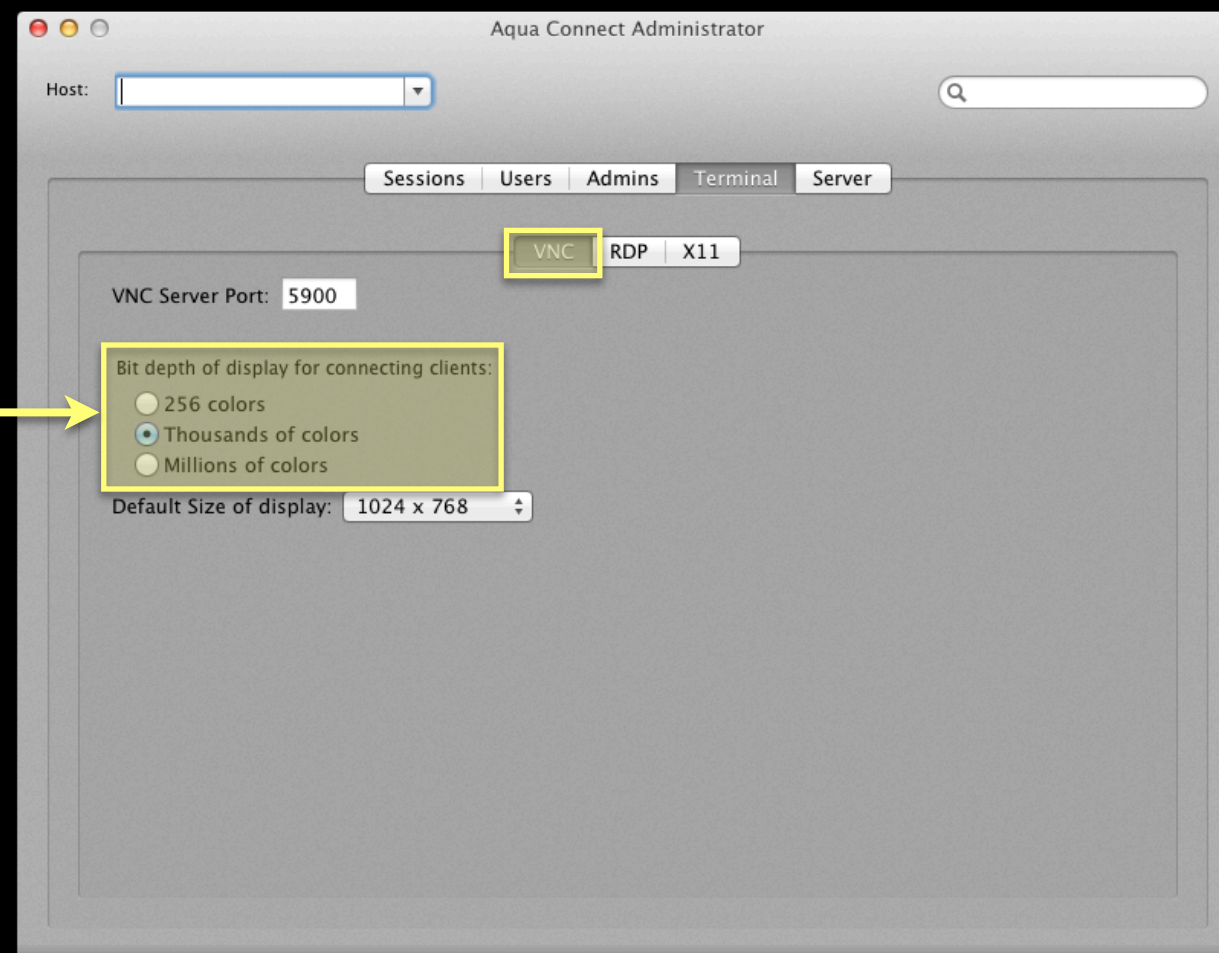 Aqua Connect Administrator
Host:
Sessions Users Admins Terminal Server
VNC RDP X11
VNC Server Port: 5900
Bit depth of display for connecting clients:
256 colors
Thousands of colors
Millions of colors
Default Size of display: 1024 x 768